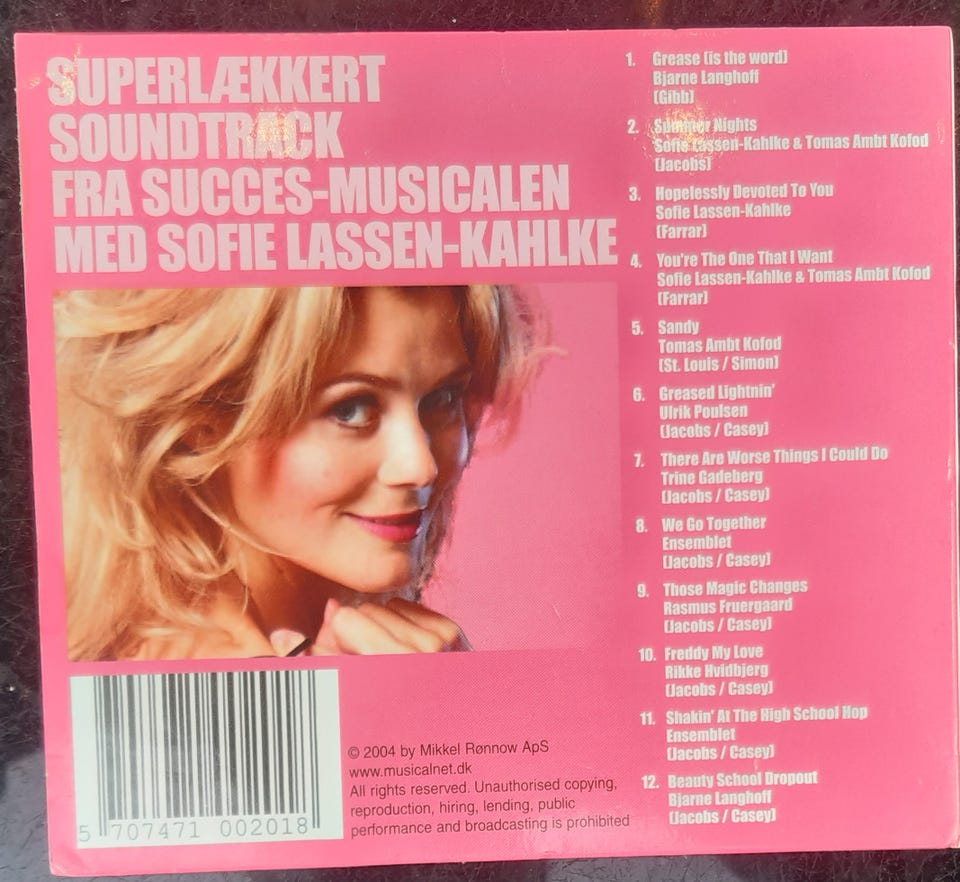 SUPERLÆKKERT
SOUNDTRACK
FRA SUCCES-MUSICALEN
MED SOFIE LASSEN-KAHLKE
1. Grease (is the word)
Bjarne Langhoff
(Gibb)
2. Summer Nights
Sofie Lassen-Kahlke & Tomas Ambt Kofod
(Jacobs)
3. Hopelessly Devoted To You
Sofie Lassen-Kahlke
(Farrar)
4. You're The One That I Want
Sofie Lassen-Kahlke & Tomas Ambt Kofod
(Farrar)
5. Sandy
Tomas Ambt Kofod
(St. Louis / Simon)
6. Greased Lightnin'
Ulrik Poulsen
(Jacobs / Casey)
7. There Are Worse Things I Could Do
Trine Gadeberg
(Jacobs / Casey)
8. We Go Together
Ensemblet
(Jacobs / Casey)
9. Those Magic Changes
Rasmus Fruergaard
(Jacobs / Casey)
10. Freddy My Love
Rikke Hvidbjerg
(Jacobs / Casey)
11. Shakin' At The High School Hop
Ensemblet
(Jacobs / Casey)
12. Beauty School Dropout
Bjarne Langhoff
(Jacobs / Casey)
5 707471 002018
© 2004 by Mikkel Rønnow ApS
www.musicalnet.dk
All rights reserved. Unauthorised copying,
reproduction, hiring, lending, public
performance and broadcasting is prohibited